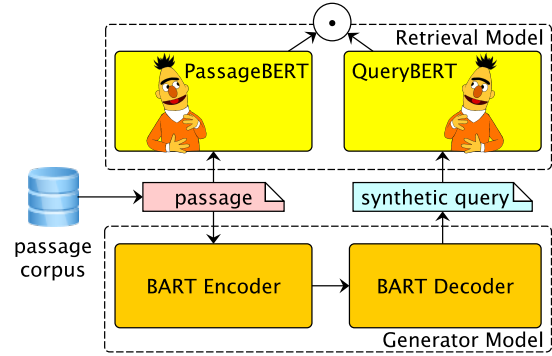 Retrieval Model
PassageBERT
QueryBERT
passage
synthetic query
passage
corpus
BART Encoder
BART Decoder
Generator Model